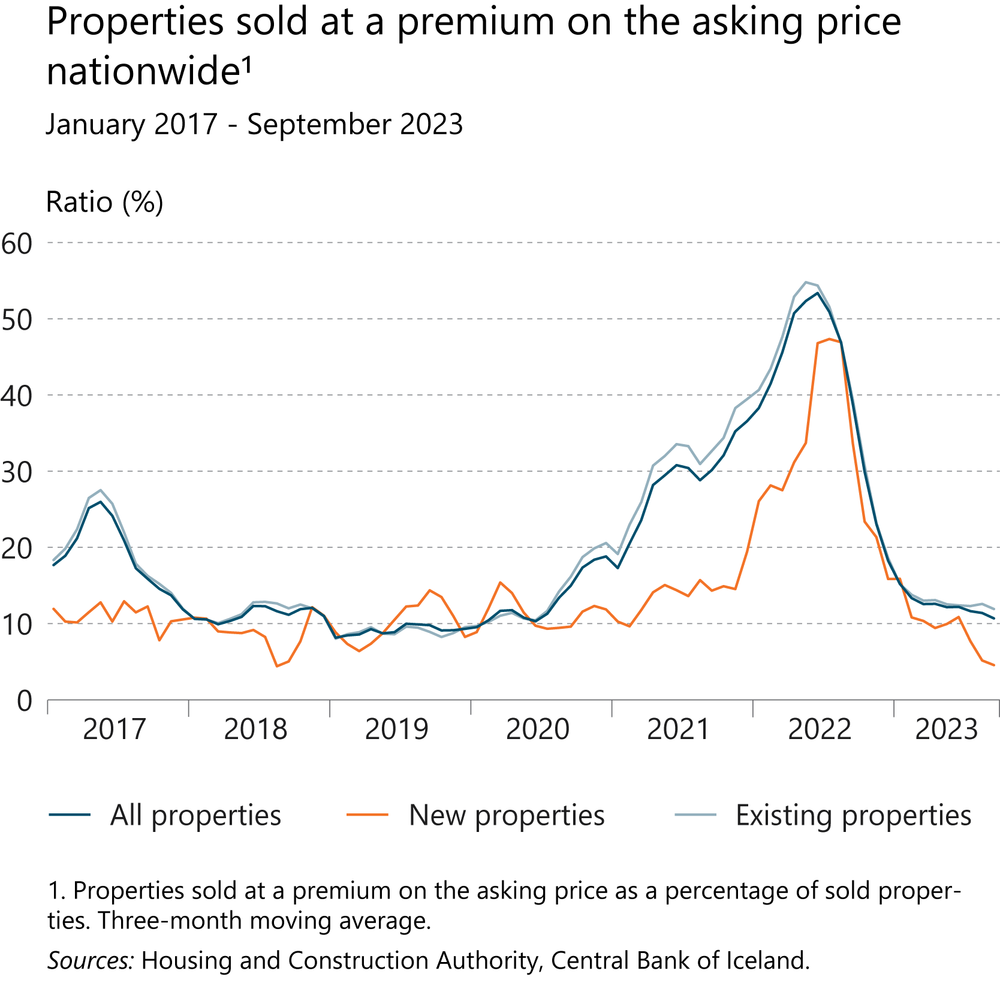 Properties sold at a premium on the asking price
nationwide¹
January 2017 - September 2023
Ratio (%)
60
50
40
30
20
10
0
2017 2018 2019 2020 2021 2022 2023
All properties New properties Existing properties
1. Properties sold at a premium on the asking price as a percentage of sold proper-
ties. Three-month moving average.
Sources: Housing and Construction Authority, Central Bank of Iceland.